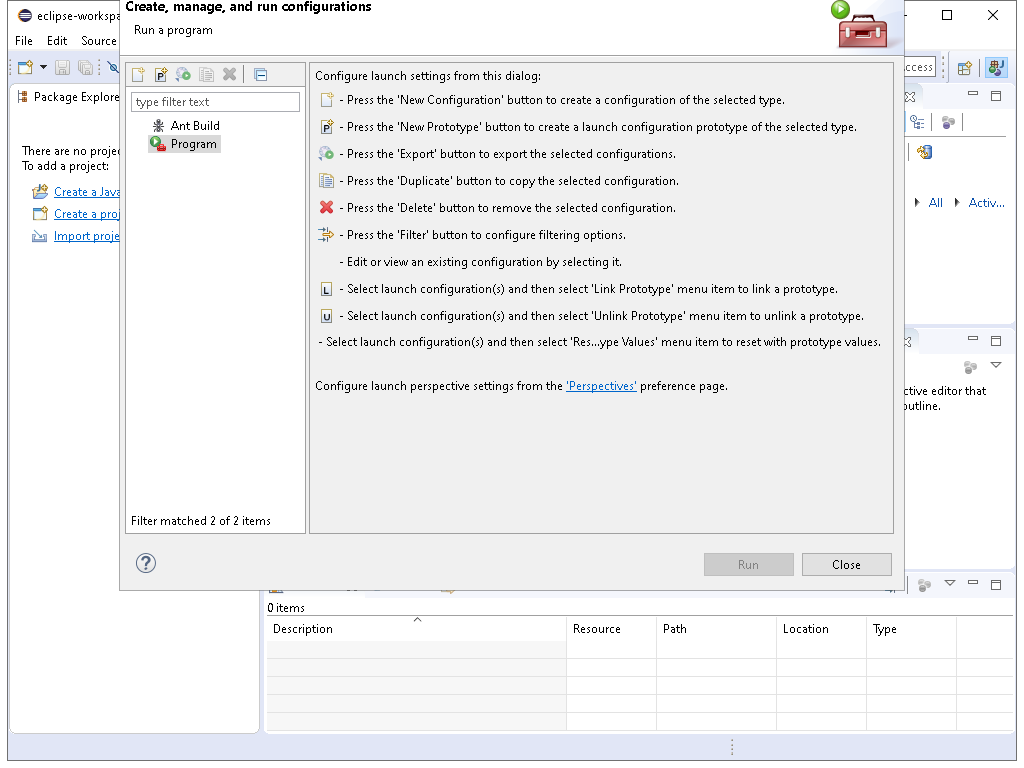 eclipse-workspa
Create, manage, and run configurations
Run a program
File Edit Source
ccess
Package Explore
type filter text
Ant Build
Program
Filter matched 2 of 2 items
There are no projec
To add a project:
Create a Java
Create a proj
Import proje
Configure launch settings from this dialog:
- Press the 'New Configuration' button to create a configuration of the selected type.
- Press the 'New Prototype' button to create a launch configuration prototype of the selected type.
- Press the 'Export' button to export the selected configurations.
- Press the 'Duplicate' button to copy the selected configuration.
- Press the 'Delete' button to remove the selected configuration.
- Press the 'Filter' button to configure filtering options.
- Edit or view an existing configuration by selecting it.
L - Select launch configuration(s) and then select 'Link Prototype' menu item to link a prototype.
U - Select launch configuration(s) and then select 'Unlink Prototype' menu item to unlink a prototype.
- Select launch configuration(s) and then select 'Res...ype Values' menu item to reset with prototype values.
Configure launch perspective settings from the 'Perspectives' preference page.
All Activ...
ctive editor that
outline.
Run Close
0 items
Description Resource Path Location Type